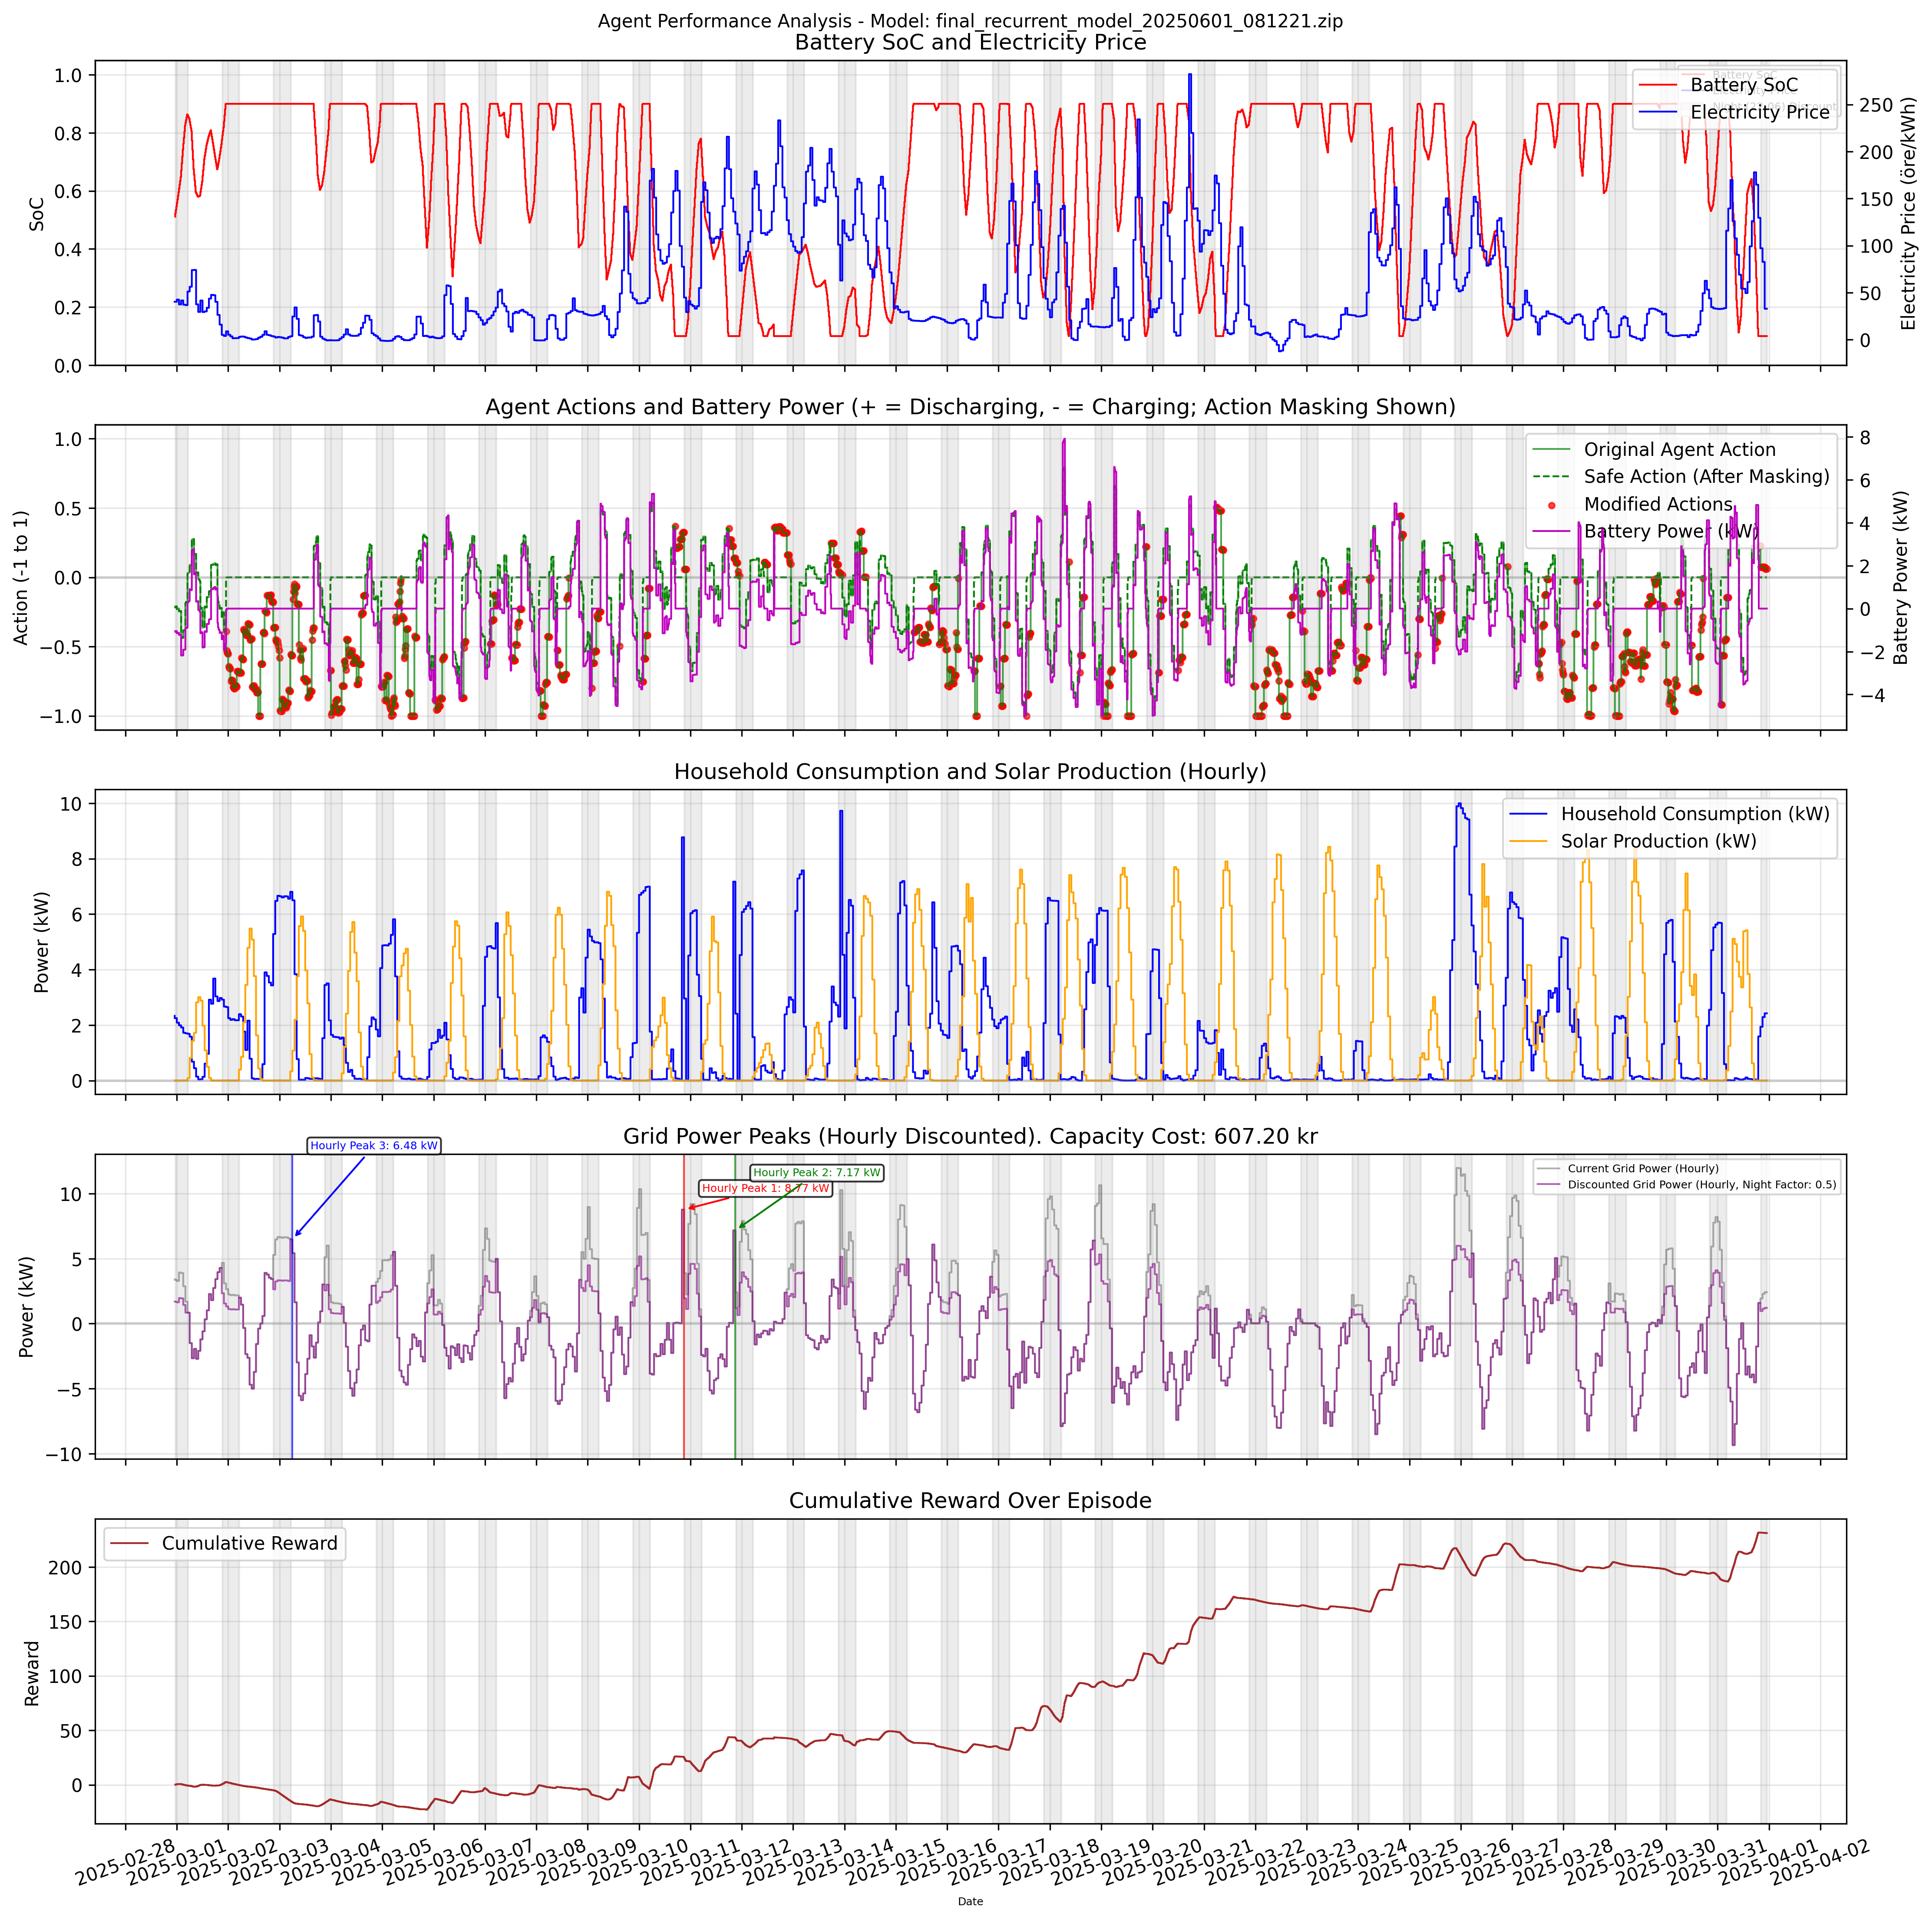 Agent Performance Analysis - Model: final_recurrent_model_20250601_081221.zip
Battery SoC and Electricity Price
1.0
0.8
0.6
0.4
0.2
0.0
SoC
250
200
150
100
50
0
Electricity Price (öre/kWh)
Battery SoC
Electricity Price
Agent Actions and Battery Power (+ = Discharging, - = Charging; Action Masking Shown)
1.0
0.5
0.0
−0.5
−1.0
Action (-1 to 1)
8
6
4
2
0
−2
−4
Battery Power (kW)
Original Agent Action
Safe Action (After Masking)
Modified Actions
Battery Power (kW)
Household Consumption and Solar Production (Hourly)
10
8
6
4
2
0
Power (kW)
Household Consumption (kW)
Solar Production (kW)
Grid Power Peaks (Hourly Discounted). Capacity Cost: 607.20 kr
Hourly Peak 3: 6.48 kW
Hourly Peak 2: 7.17 kW
Hourly Peak 1: 8.77 kW
10
5
0
−5
−10
Power (kW)
Current Grid Power (Hourly)
Discounted Grid Power (Hourly, Night Factor: 0.5)
Cumulative Reward Over Episode
Cumulative Reward
200
150
100
50
0
Reward
2025-02-28
2025-03-01
2025-03-02
2025-03-03
2025-03-04
2025-03-05
2025-03-06
2025-03-07
2025-03-08
2025-03-09
2025-03-10
2025-03-11
2025-03-12
2025-03-13
2025-03-14
2025-03-15
2025-03-16
2025-03-17
2025-03-18
2025-03-19
2025-03-20
2025-03-21
2025-03-22
2025-03-23
2025-03-24
2025-03-25
2025-03-26
2025-03-27
2025-03-28
2025-03-29
2025-03-30
2025-03-31
2025-04-01
2025-04-02
Date